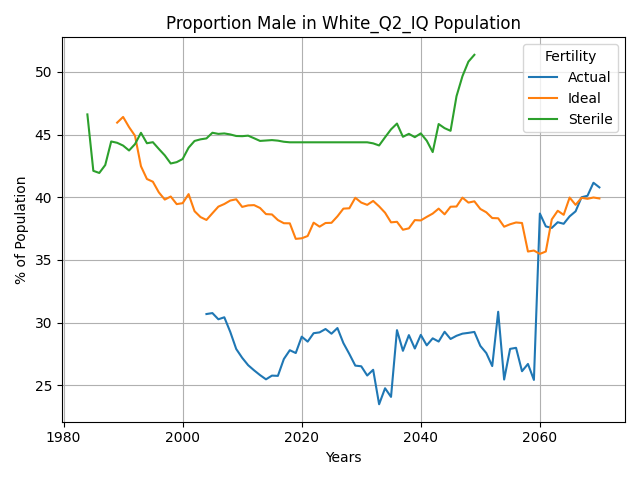 Proportion Male in White_Q2_IQ Population
Fertility
Actual
Ideal
Sterile
% of Population
50
45
40
35
30
25
1980
2000
2020
2040
2060
Years